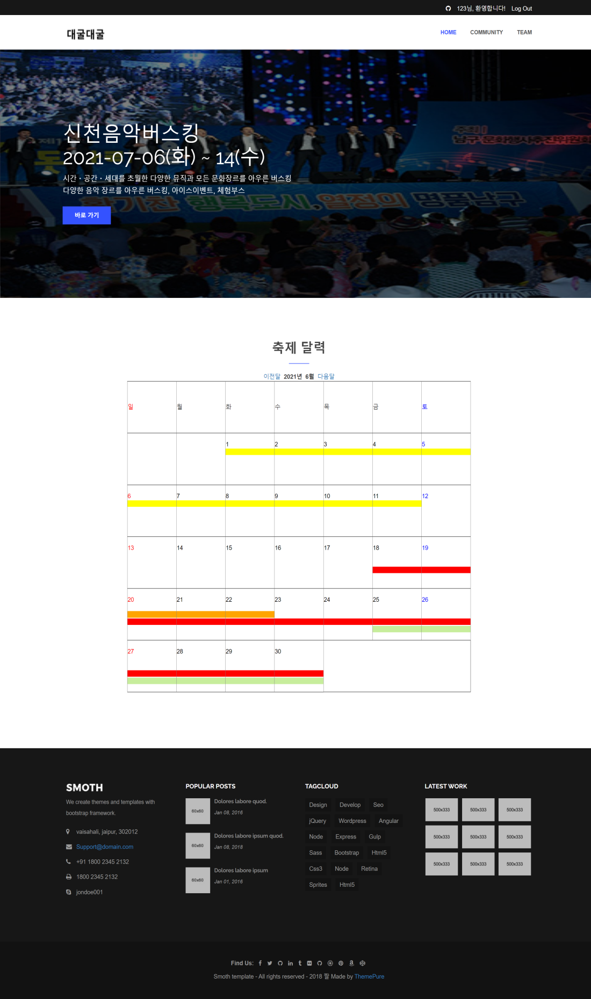 123님, 환영합니다! Log Out
대굴대굴
HOME COMMUNITY TEAM
신천음악버스킹
2021-07-06(화) ~ 14(수)
시간・공간・세대를 초월한 다양한 뮤직과 모든 문화장르를 아우른 버스킹
다양한 음악 장르를 아우른 버스킹, 아이스이벤트, 체험부스
바로 가기
축제 달력
이전달 2021년 6월 다음달
일 월 화 수 목 금 토
1 2 3 4 5
6 7 8 9 10 11 12
13 14 15 16 17 18 19
20 21 22 23 24 25 26
27 28 29 30
SMOTH
We create themes and templates with
bootstrap framework.
vaisahali, jaipur, 302012
Support@domain.com
+91 1800 2345 2132
1800 2345 2132
jondoe001
POPULAR POSTS
60x60
Dolores labore quod.
Jan 08, 2016
60x60
Dolores labore ipsum quod.
Jan 08, 2018
60x60
Dolores labore ipsum
Jan 01, 2016
TAGCLOUD
Design Develop Seo
jQuery Wordpress Angular
Node Express Gulp
Sass Bootstrap Html5
Css3 Node Retina
Sprites Html5
LATEST WORK
500x333 500x333 500x333
500x333 500x333 500x333
500x333 500x333 500x333
Find Us:
Smoth template - All rights reserved - 2018 짤 Made by ThemePure